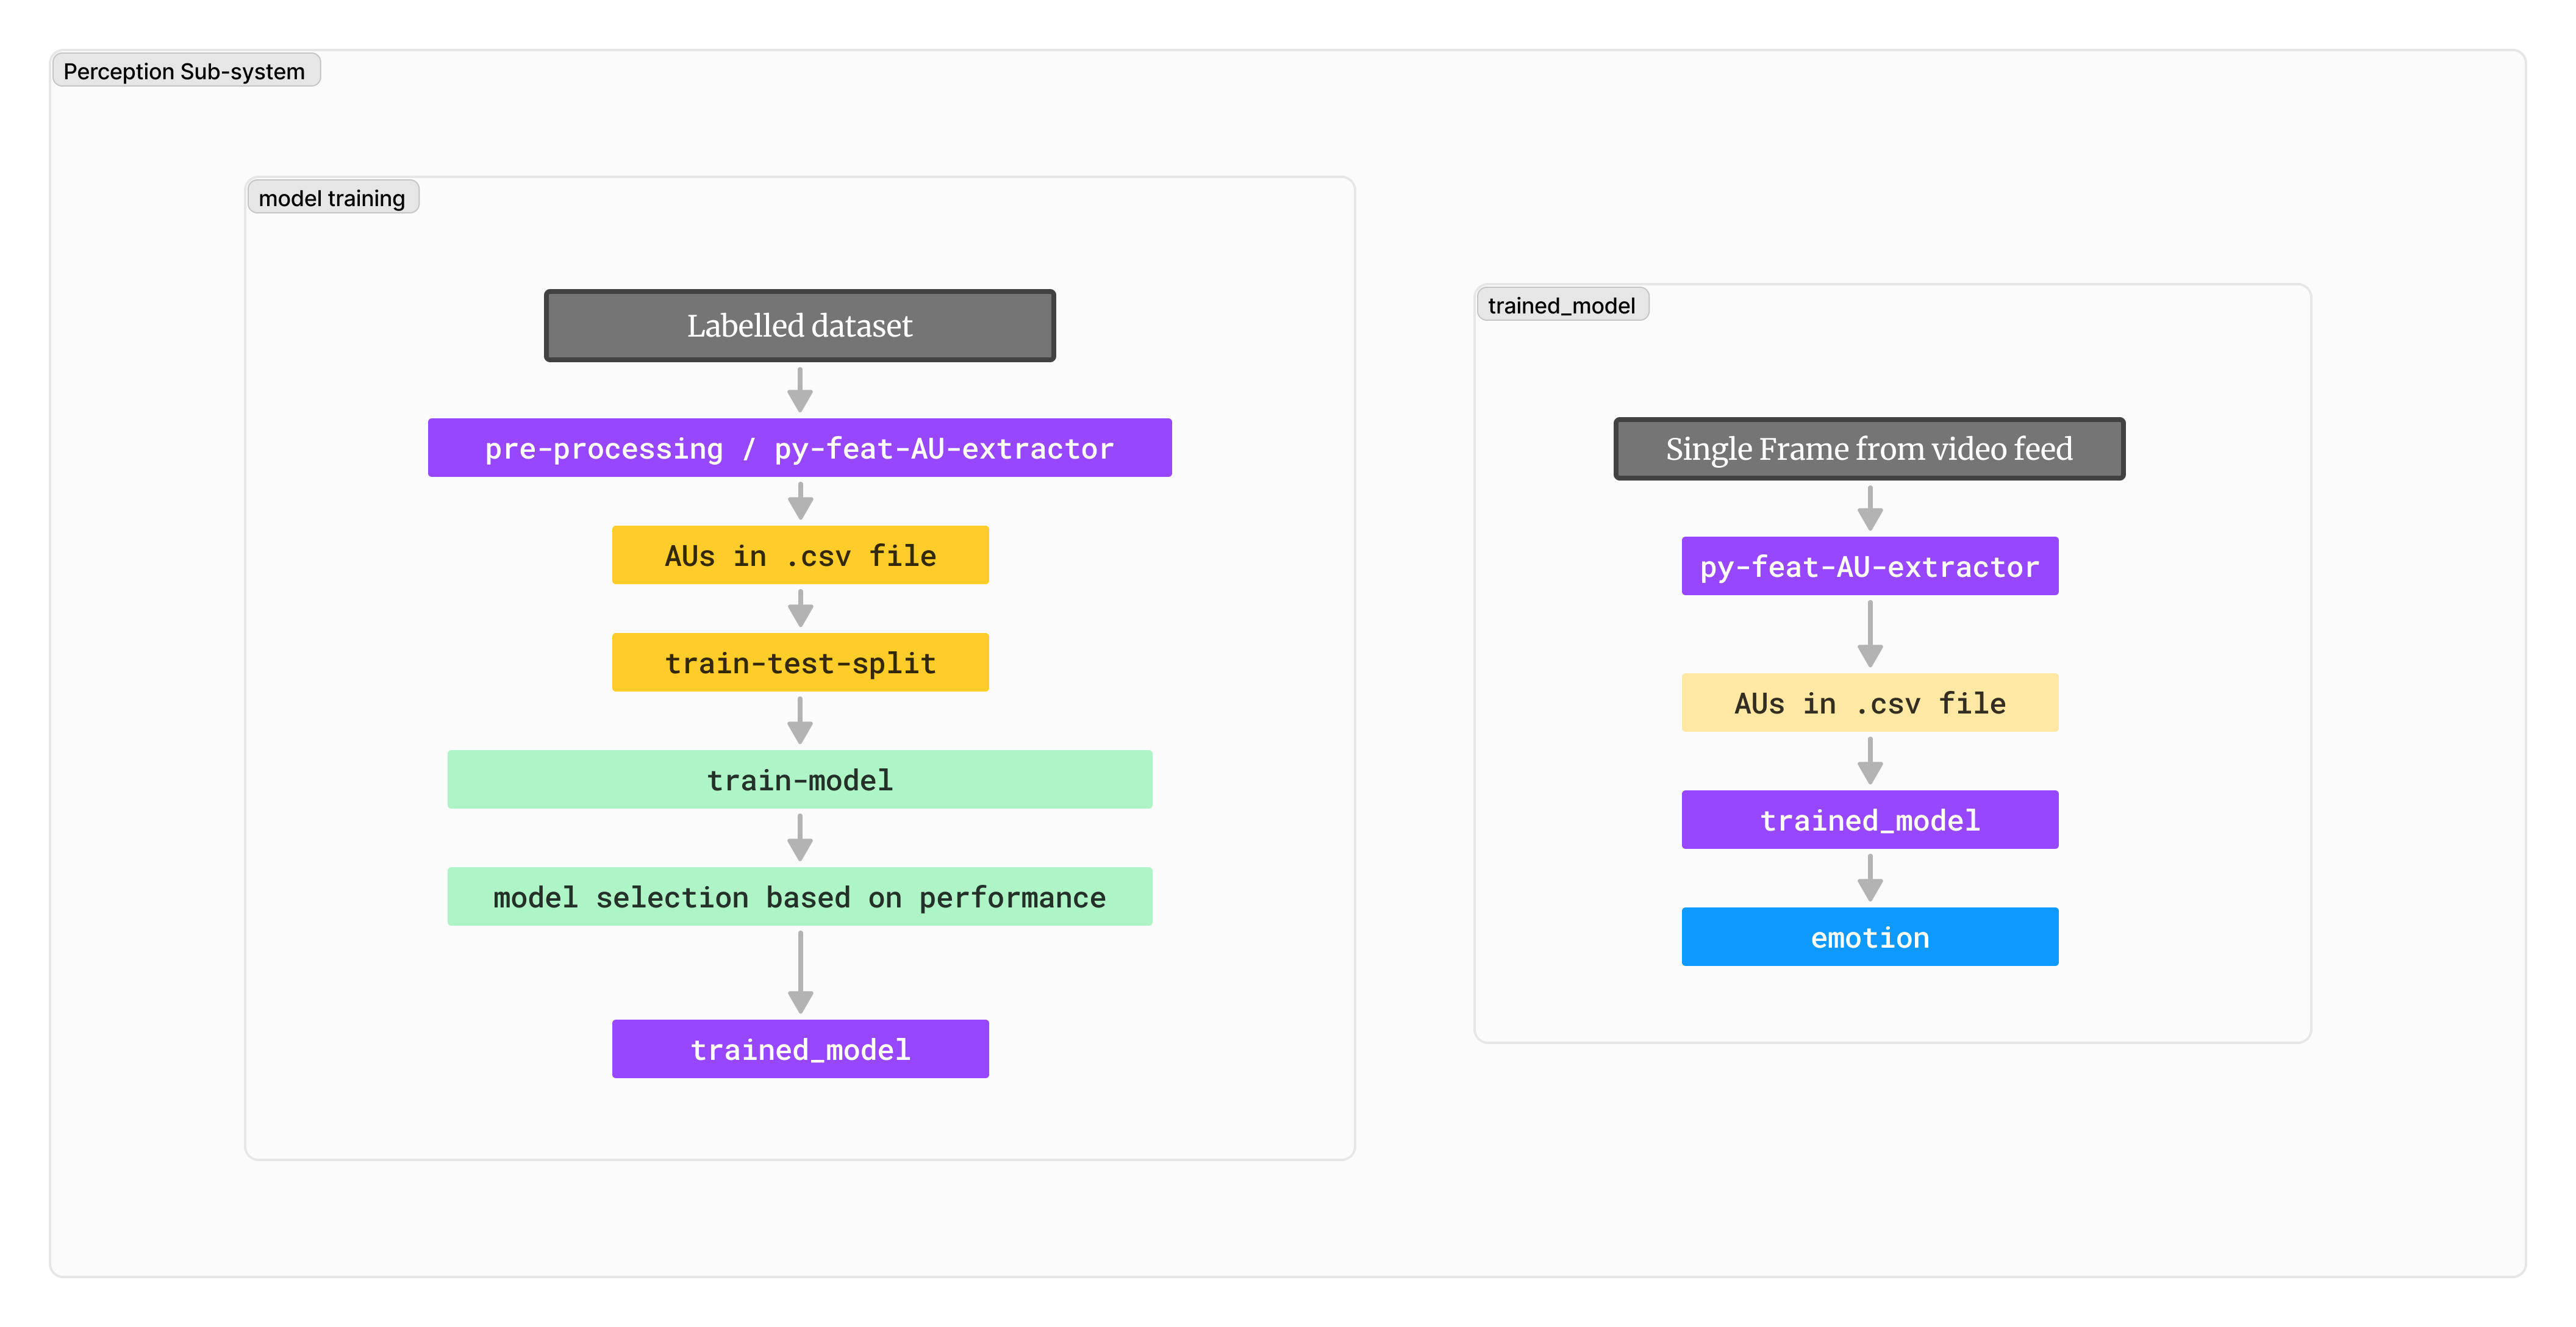 Perception Sub-system
model training
Labelled dataset
pre-processing / py-feat-AU-extractor
AUs in .csv file
train-test-split
train-model
model selection based on performance
trained_model
trained_model
Single Frame from video feed
py-feat-AU-extractor
AUs in .csv file
trained_model
emotion